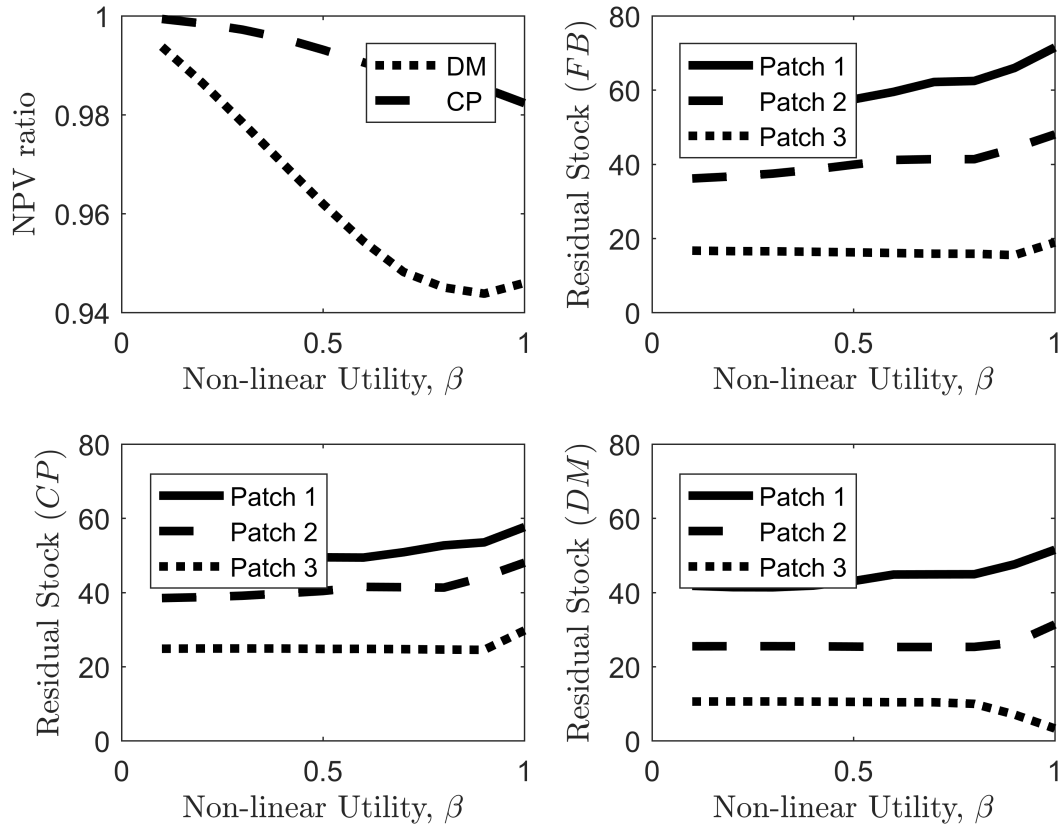 1
0.98
0.96
0.94
NPV ratio
DM
CP
0
0.5
1
Non-linear Utility, β
80
60
40
20
0
Residual Stock (FB)
Patch 1
Patch 2
Patch 3
0
0.5
1
Non-linear Utility, β
80
60
40
20
0
Residual Stock (CP)
Patch 1
Patch 2
Patch 3
0
0.5
1
Non-linear Utility, β
80
60
40
20
0
Residual Stock (DM)
Patch 1
Patch 2
Patch 3
0
0.5
1
Non-linear Utility, β